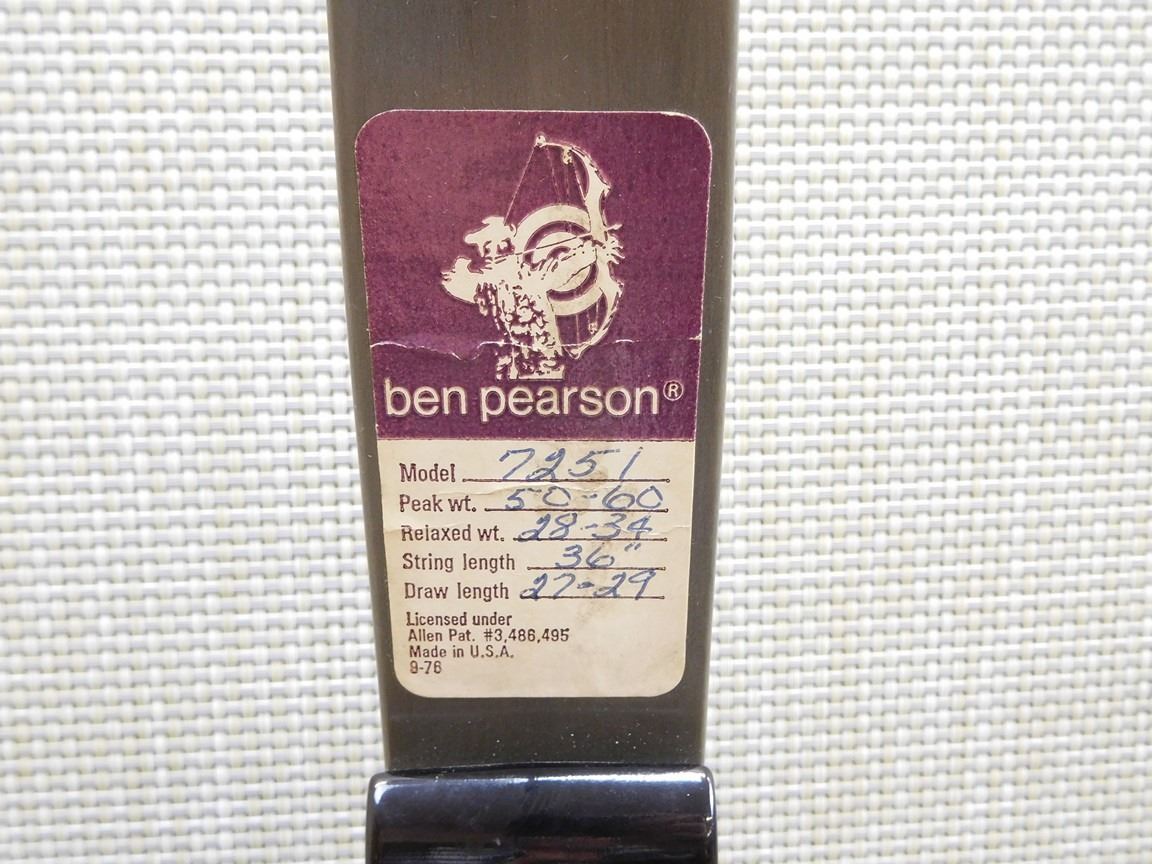 ben pearson®
Model 7251
Peak wt. 50-60
Relaxed wt. 28-34
String length 36"
Draw length 27-29
Licensed under
Allen Pat. #3,486,495
Made in U.S.A.
9-76